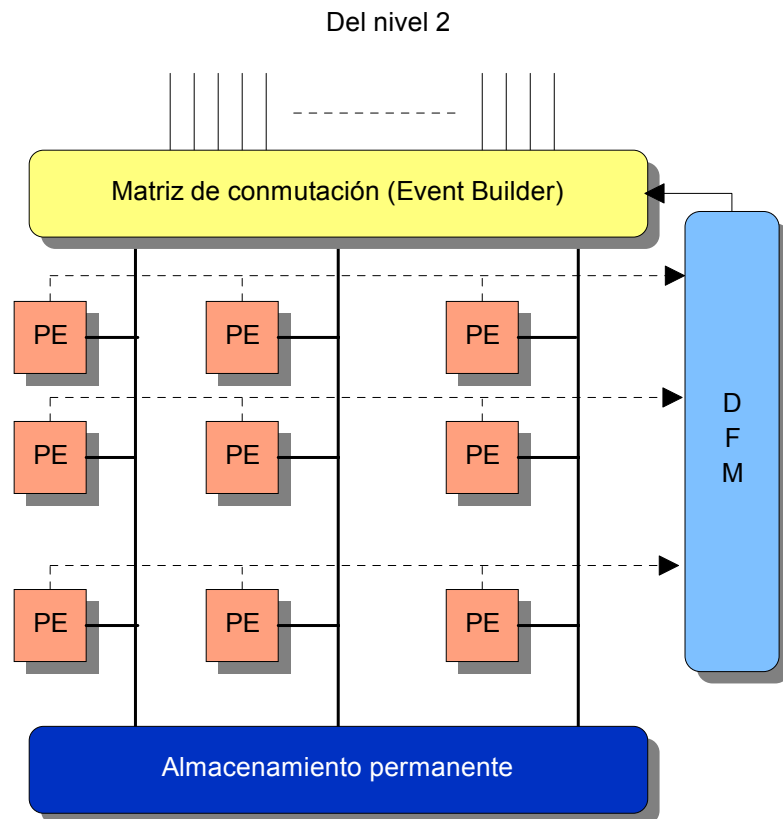 Del nivel 2
Matriz de conmutación (Event Builder)
PE PE PE
PE PE PE
D
F
M
PE PE PE
Almacenamiento permanente